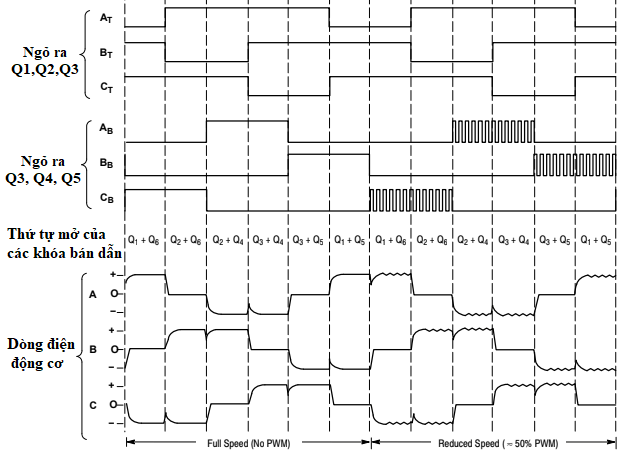 A_T
Ngõ ra
Q1,Q2,Q3
B_T
C_T
A_B
Ngõ ra
Q3, Q4, Q5
B_B
C_B
Thứ tự mở của
các khóa bán dẫn
Q1 + Q6 Q2 + Q6 Q2 + Q4 Q3 + Q4 Q3 + Q5 Q1 + Q5 Q1 + Q6 Q2 + Q6 Q2 + Q4 Q3 + Q4 Q3 + Q5 Q1 + Q5
Dòng điện
động cơ
+
A O
–
+
B O
–
+
C O
–
Full Speed (No PWM) Reduced Speed ( ≈ 50% PWM)